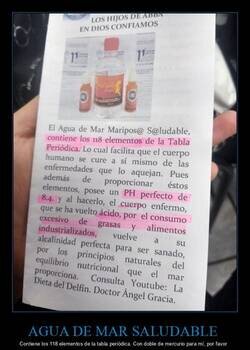 LOS HIJOS DE ABBA
EN DIOS CONFIAMOS
El Agua de Mar Maripos@ S@ludable,
contiene los 118 elementos de la Tabla
Periódica. Lo cual facilita que el cuerpo
humano se cure a sí mismo de las
enfermedades que lo aquejan. Pues
además de proporcionar éstos
elementos, posee un PH perfecto de
8.4. y al hacerlo, el cuerpo enfermo,
que se ha vuelto ácido, por el consumo
excesivo de grasas y alimentos
industrializados, vuelve a su
alcalinidad perfecta para ser sanado,
por los principios naturales del
equilibrio nutricional que el mar
proporciona. Consulta Youtube: La
Dieta del Delfín. Doctor Ángel Gracia.
AGUA DE MAR SALUDABLE
Contiene los 118 elementos de la tabla periódica. Con doble de mercurio para mí, por favor